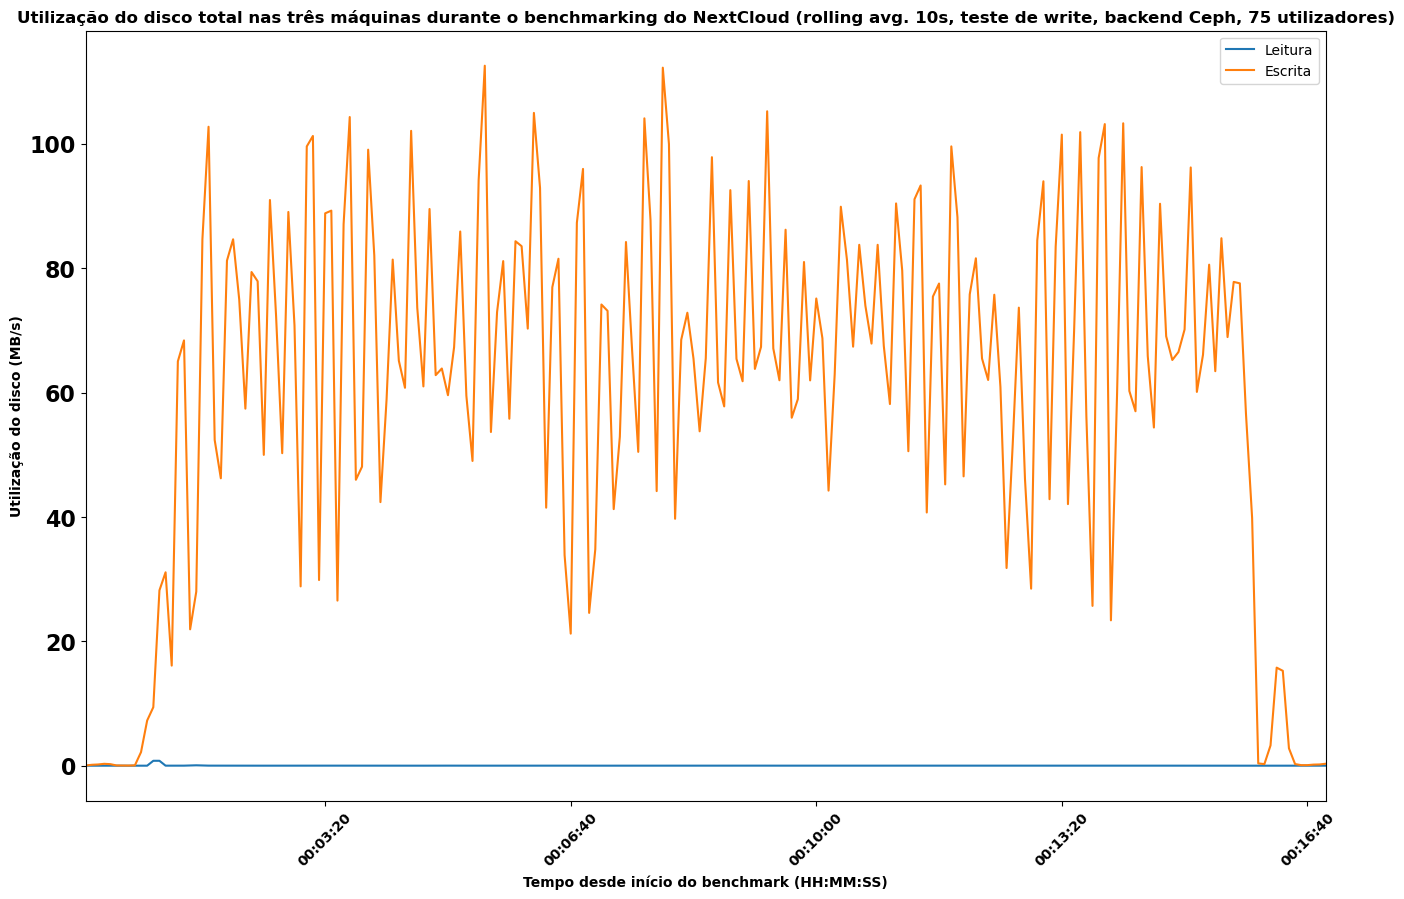 Utilização do disco total nas três máquinas durante o benchmarking do NextCloud (rolling avg. 10s, teste de write, backend Ceph, 75 utilizadores)
Leitura
Escrita
Utilização do disco (MB/s)
100
80
60
40
20
0
00:03:20
00:06:40
00:10:00
00:13:20
00:16:40
Tempo desde início do benchmark (HH:MM:SS)